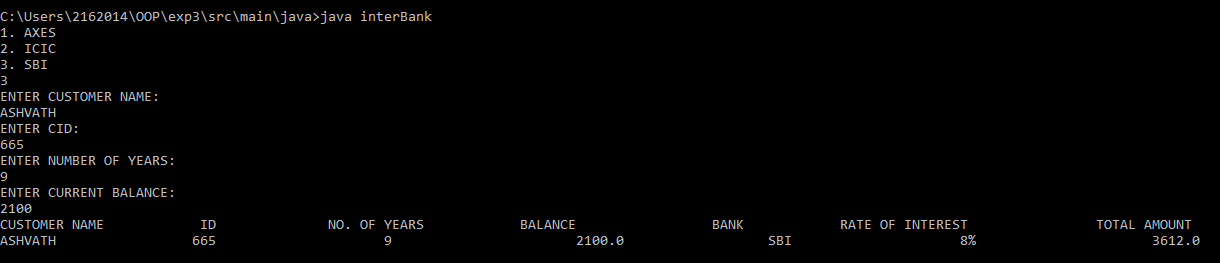 C:\Users\2162014\OOP\exp3\src\main\java>java interBank
1. AXES
2. ICIC
3. SBI
3
ENTER CUSTOMER NAME:
ASHVATH
ENTER CID:
665
ENTER NUMBER OF YEARS:
9
ENTER CURRENT BALANCE:
2100
CUSTOMER NAME ID NO. OF YEARS BALANCE BANK RATE OF INTEREST TOTAL AMOUNT
ASHVATH 665 9 2100.0 SBI 8% 3612.0